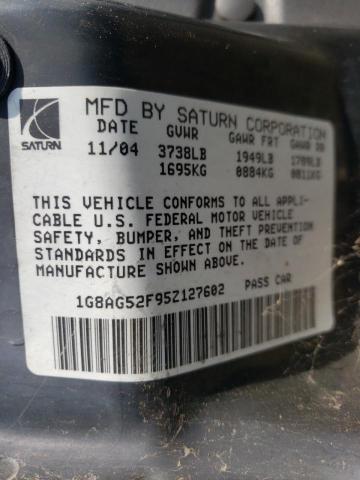 MFD BY SATURN CORPORATION
DATE GVWR GAWR FRT GAWR RR
11/04 3738LB 1949LB 1789LB
1695KG 0884KG 0811KG
SATURN
THIS VEHICLE CONFORMS TO ALL APPLI-
CABLE U.S. FEDERAL MOTOR VEHICLE
SAFETY, BUMPER, AND THEFT PREVENTION
STANDARDS IN EFFECT ON THE DATE OF
MANUFACTURE SHOWN ABOVE.
1G8AG52F95Z127602 PASS CAR